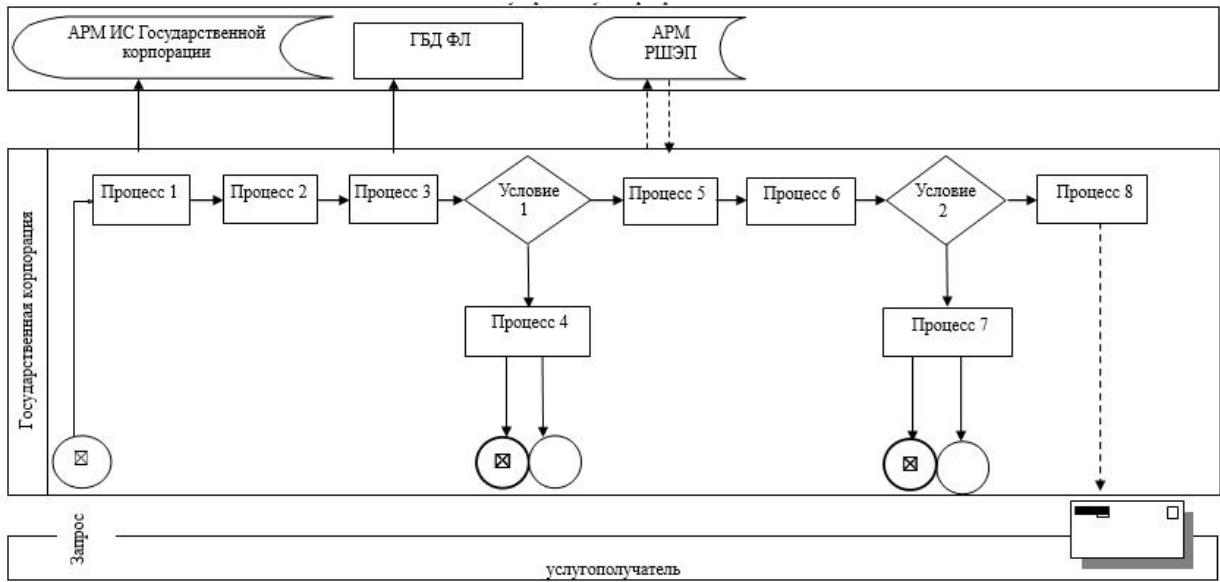 АРМ ИС Государственной
корпорации
ГБД ФЛ
АРМ
РШЭП
Государственная корпорация
Процесс 1
Процесс 2
Процесс 3
Условие
1
Процесс 5
Процесс 6
Условие
2
Процесс 8
Процесс 4
Процесс 7
Запрос
услугополучатель